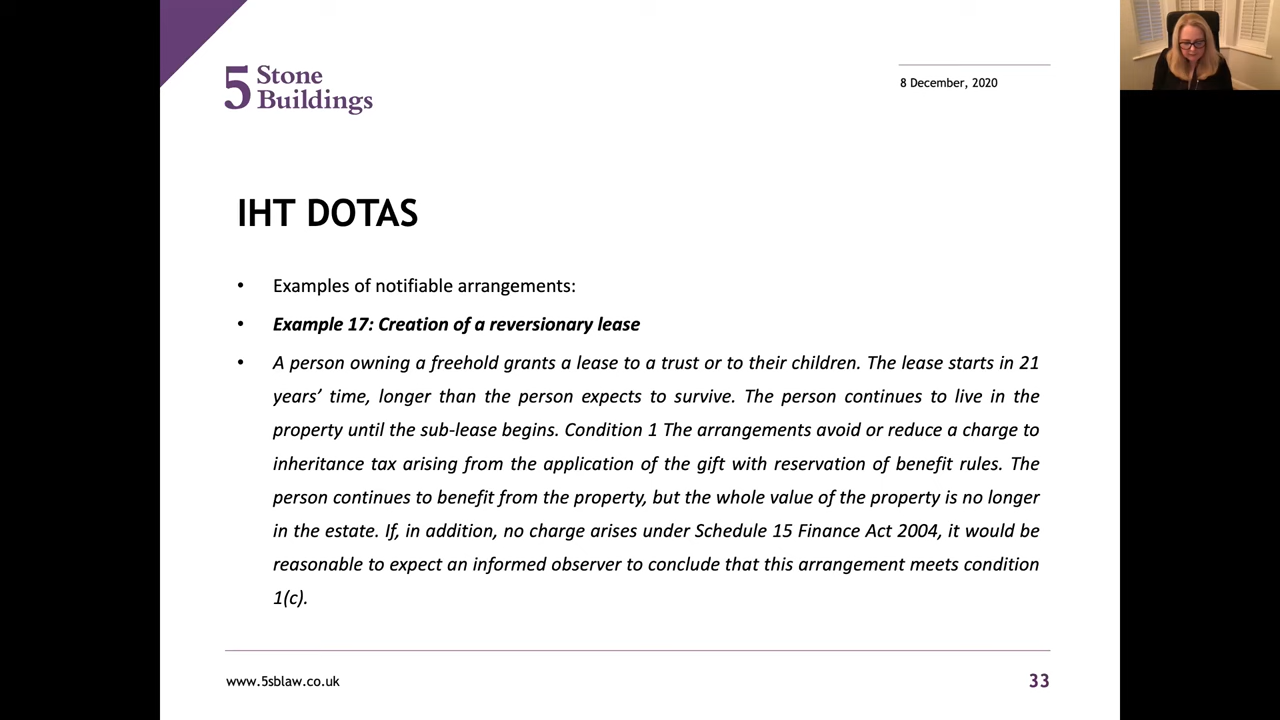 5 Stone
Buildings
8 December, 2020
IHT DOTAS
• Examples of notifiable arrangements:
• Example 17: Creation of a reversionary lease
• A person owning a freehold grants a lease to a trust or to their children. The lease starts in 21
years’ time, longer than the person expects to survive. The person continues to live in the
property until the sub-lease begins. Condition 1 The arrangements avoid or reduce a charge to
inheritance tax arising from the application of the gift with reservation of benefit rules. The
person continues to benefit from the property, but the whole value of the property is no longer
in the estate. If, in addition, no charge arises under Schedule 15 Finance Act 2004, it would be
reasonable to expect an informed observer to conclude that this arrangement meets condition
1(c).
www.5sblaw.co.uk
33